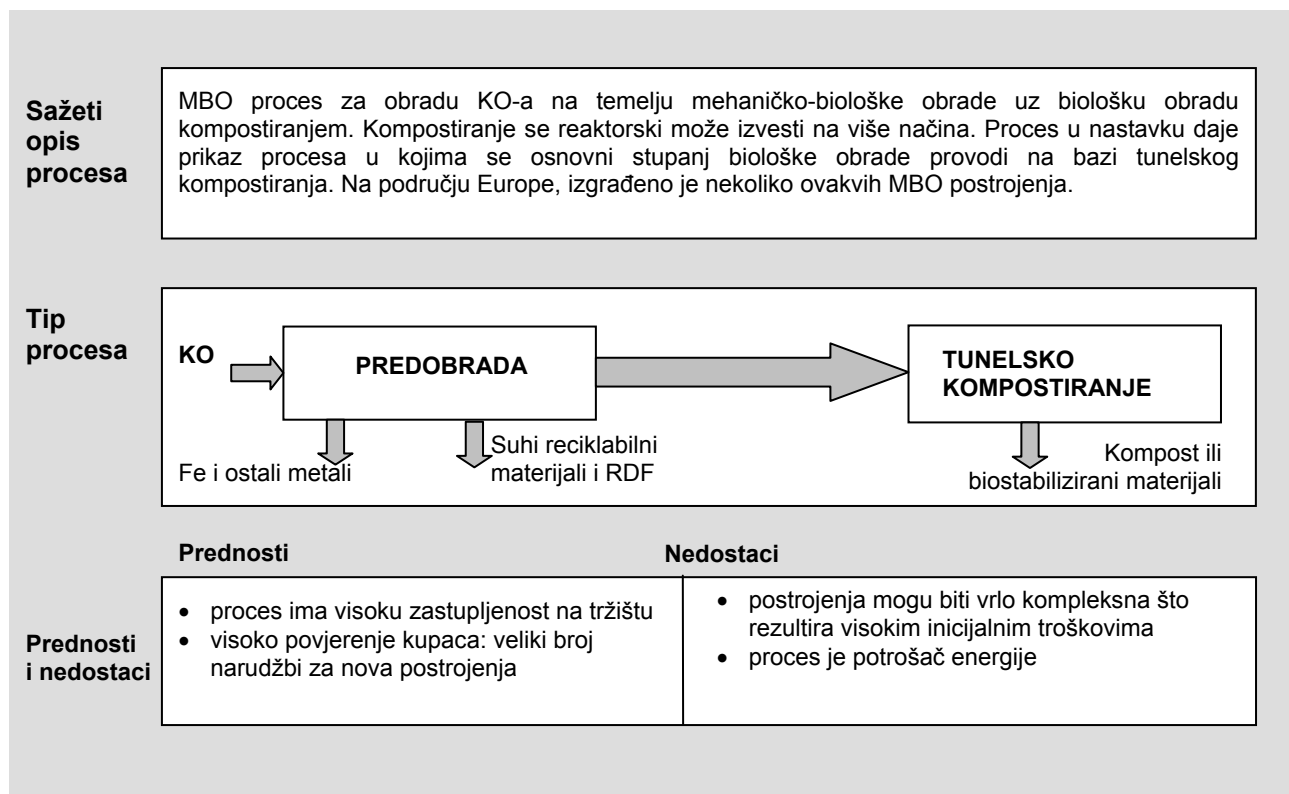 Sažeti
opis
procesa
MBO proces za obradu KO-a na temelju mehaničko-biološke obrade uz biološku obradu
kompostiranjem. Kompostiranje se reaktorski može izvesti na više načina. Proces u nastavku daje
prikaz procesa u kojima se osnovni stupanj biološke obrade provodi na bazi tunelskog
kompostiranja. Na području Europe, izgrađeno je nekoliko ovakvih MBO postrojenja.
Tip
procesa
KO
PREDOBRADA
TUNELSKO
KOMPOSTIRANJE
Fe i ostali metali
Suhi reciklabilni
materijali i RDF
Kompost ili
biostabilizirani materijali
Prednosti
Nedostaci
Prednosti
i nedostaci
• proces ima visoku zastupljenost na tržištu
• visoko povjerenje kupaca: veliki broj
narudžbi za nova postrojenja
• postrojenja mogu biti vrlo kompleksna što
rezultira visokim inicijalnim troškovima
• proces je potrošač energije